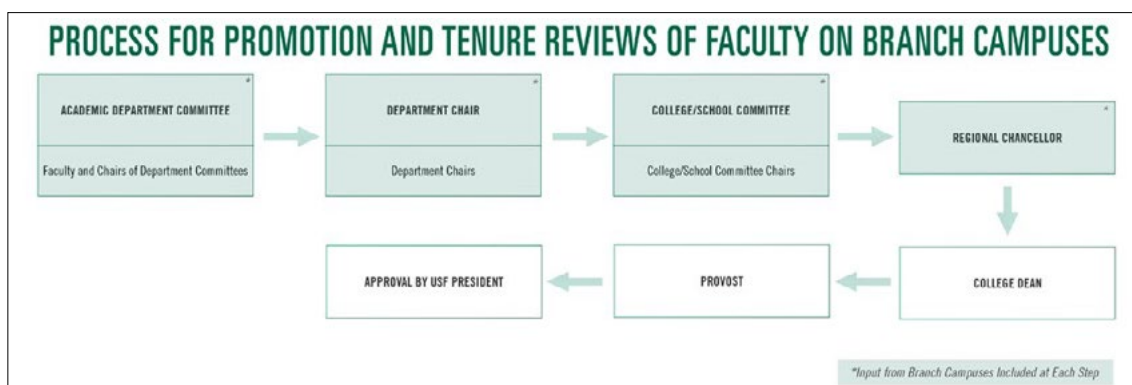 PROCESS FOR PROMOTION AND TENURE REVIEWS OF FACULTY ON BRANCH CAMPUSES
*
ACADEMIC DEPARTMENT COMMITTEE
Faculty and Chairs of Department Committees
*
DEPARTMENT CHAIR
Department Chairs
*
COLLEGE/SCHOOL COMMITTEE
College/School Committee Chairs
*
REGIONAL CHANCELLOR
COLLEGE DEAN
PROVOST
APPROVAL BY USF PRESIDENT
*Input from Branch Campuses Included at Each Step